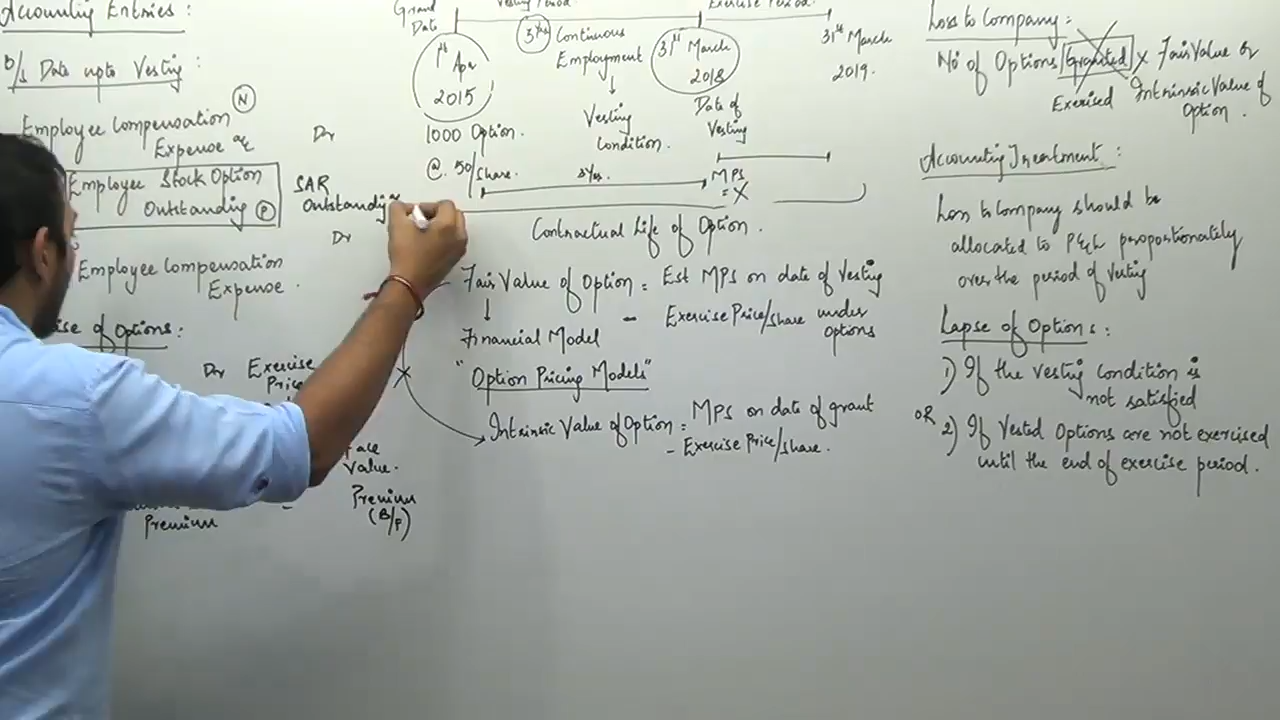 Accounting Entries:
B/s Date upto Vesting:
Employee Compensation (N)
Expense a/c Dr
Employee Stock Option
Outstanding (P)
SAR
Outstanding
Dr
Employee Compensation
Expense.
ise of Options:
Dr Exercise
Price
Face
Value.
Premium
Premium
(B/F)
Grant
Date
Vesting Period
Exercise Period.
1st
Apr
2015
3 Yrs Continuous
Employment
Vesting
Condition.
31st March
2018
Date of
Vesting
31st March
2019.
1000 Option.
@. 50/
Share.
3 Yrs.
MPS
= X
Contractual Life of Option.
Fair Value of Option = Est MPS on date of Vesting
- Exercise Price/share under
options
Financial Model
"Option Pricing Models"
Intrinsic Value of Option = MPS on date of grant
- Exercise Price/share.
Loss to Company:
No of Options Granted X Fair Value or
Exercised Intrinsic Value of
Option.
Accounting Treatment:
Loss to Company should be
allocated to P&L proportionately
over the period of vesting
Lapse of Options:
1) If the vesting condition is
not satisfied
OR
2) If Vested Options are not exercised
until the end of exercise period.